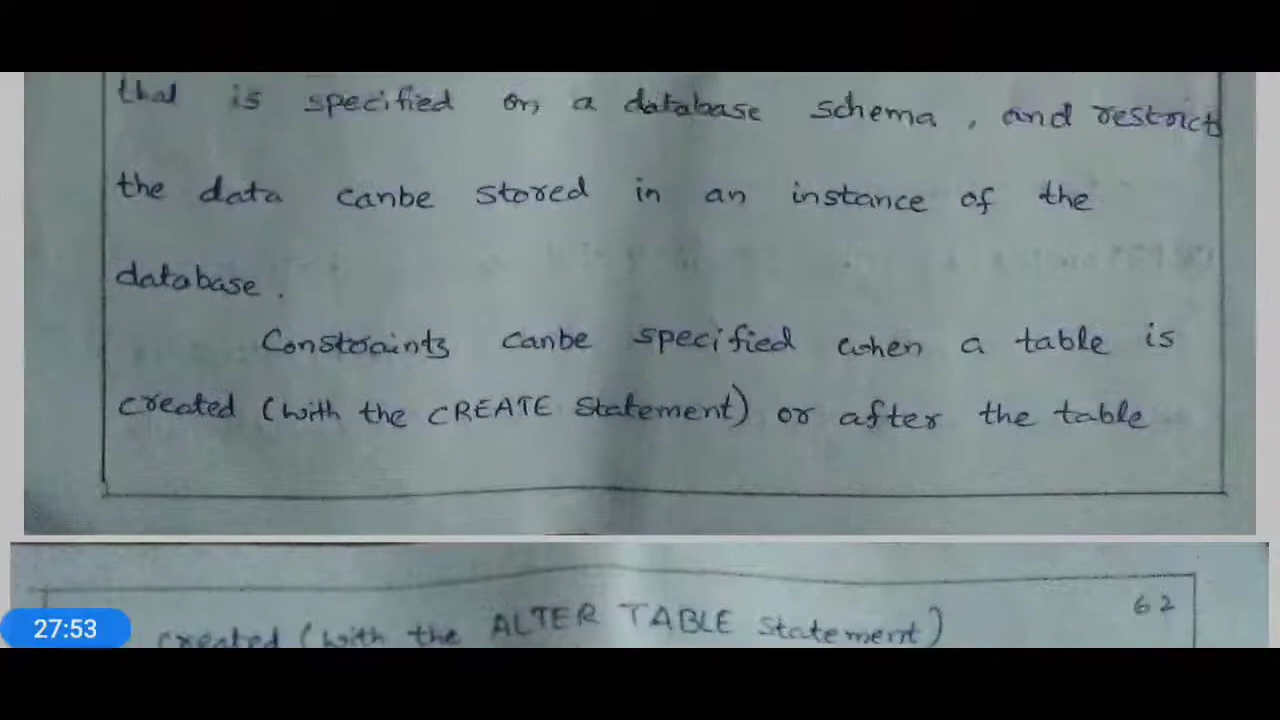 that is specified on a database schema, and restricts
the data canbe stored in an instance of the
database.
Constraints canbe specified when a table is
created (with the CREATE Statement) or after the table
62
created (with the ALTER TABLE Statement)
27:53